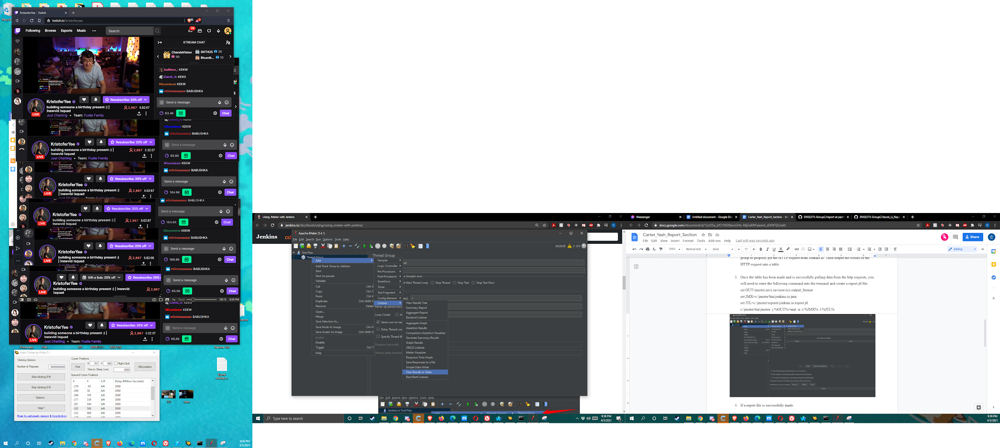 Recycle
KristoferYee - Twitch
twitch.tv/kristoferyee
Following Browse Esports Music Search 39
STREAM CHAT
ChandaVision 50 GHT425 20
Bhumik... 10
bulltexx_: KEKW
Damii_A: KEKG
Mizumiexe: KEKW
m0chaaaaaaa: BABUSHKA
Send a message
63.4K Chat
KristoferYee Resubscribe: 20% off
building someone a birthday present :) | !newvid !squad
2,867 5:02:07
LIVE
Just Chatting • Team: Fuslie Family
Damii_A: KEKG
Mizumiexe: KEKW
m0chaaaaaaa: BABUSHKA
Send a message
65.6K Chat
KristoferYee Resubscribe: 20% off
building someone a birthday present :) | !newvid !squad
2,867 5:02:07
LIVE
Just Chatting • Team: Fuslie Family
Mizumiexe: KEKW
m0chaaaaaaa: BABUSHKA
Send a message
164.9K Chat
KristoferYee Resubscribe: 20% off
building someone a birthday present :) | !newvid !squad
2,867 5:02:07
LIVE
m0chaaaaaaa: BABUSHKA
Send a message
164.6K Chat
KristoferYee Resubscribe: 20% off
building someone a birthday present :) | !newvid !squad
2,867 5:02:07
LIVE
Mizumiexe: KEKW
m0chaaaaaaa: BABUSHKA
Send a message
166.9K Chat
KristoferYee Resubscribe: 20% off
building someone a birthday present :) | !newvid !squad
2,867 5:02:06
LIVE
m0chaaaaaaa: BABUSHKA
Send a message
65.5K Chat
Gift a Sub: 20% off Resubscribe: 20%
KristoferYee
building someone a birthday present :) | !newvid !squad
2,867
LIVE
Reset 100 % 9:36 PM
Damii_A: KEKG
Mizumiexe: KEKW
m0chaaaaaaa: BABUSHKA
Send a message
66.6K Chat
KristoferYee Resubscribe: 20% off
building someone a birthday present :) | !newvid !squad
2,867 5:02:07
LIVE
Just Chatting • Team: Fuslie Family
Phone app Web 370 200391111 - ENSE 370 Resume shit
Auto Clicker by Polar 2.1
Clicking Options
Number of Repeats 9999999999
Start clicking (F4)
Stop clicking (F4)
Options...
Help?
How to automate mouse & keystrokes
Cursor Positions
Pick X -761 Y 980 Right Click Add position
Time to Sleep (ms) 2000
Queued Cursor Positions
X Y L/R Delay (Million Seconds)
-278 -85 left 2000
-289 38 left 2000
-284 195 left 2000
-271 334 left 2000
-281 540 left 2000
-302 588 left 2000
-332 984 left 2000
Dumb coding s...
111 chan
9:36 PM
4/5/2021
Using JMeter with Jenkins
jenkins.io/doc/book/using/using-jmeter-with-jenkins/
Jenkins cd
Apache JMeter (5.4.1)
File Edit Search Run Options Tools Help
00:00:00 0 0/0
Test Plan
Thread Group
Thread Group
Add
Add Think Times to children
Start
Start no pauses
Validate
Cut Ctrl-X
Copy Ctrl-C
Paste Ctrl-V
Duplicate Ctrl+Shift-C
Remove Delete
Open...
Merge
Save Selection As...
Save Node As Image Ctrl-G
Save Screen As Image Ctrl+Shift-G
Enable
Disable
Toggle Ctrl-T
Help
Sampler
Logic Controller
Pre Processors
Post Processors
Assertions
Timer
Test Fragment
Config Element
Listener
up
a Sampler error
rt Next Thread Loop Stop Thread Stop Test Stop Test Now
ers): 1
Ramp-up period (seco
Loop Count: In
Same user on eac
Delay Thread crea
Specify Thread lif
Duration (seconds):
Startup delay (second
View Results Tree
Summary Report
Aggregate Report
Backend Listener
Aggregate Graph
Assertion Results
Comparison Assertion Visualizer
Generate Summary Results
Graph Results
JSR223 Listener
Mailer Visualizer
Response Time Graph
Save Responses to a file
Simple Data Writer
View Results in Table
BeanShell Listener
File Edit Search Run Options Tools Help
Jenkins.io Test Plan
Add Threads (Users) Thread Group
Type here to search
9:36 PM
4/5/2021
Messenger Untitled document - Google Doc Carter_Yash_Report_Section - Go ENSE375-GroupC/report at part ENSE375-GroupC/Jacob_Li_Repo
docs.google.com/document/d/1iyJDSe_JVCYhlf2BavcGHo-MjZwENFpewxl_zEXW7jE/edit
Carter_Yash_Report_Section
File Edit View Insert Format Tools Add-ons Help Last edit was seconds ago
Share C
100% Normal text Arial 11 Editing
group to properly get the HTTP request from Jenkins.io. Then output the results of the
HTTP request into a table
3. Once the table has been made and is successfully pulling data from the http requests, you
will need to enter the following command into the terminal and create a report.jtl file.
set OUT=jmeter.save.saveservice.output_format
set JMX=c:\jmeter\bin\jenkins.io.jmx
set JTL=c:\jmeter\reports\jenkins.io.report.jtl
c:\jmeter\bin\jmeter -j %OUT%=xml -n -t %JMX% -l %JTL%
4. If a report file is successfully made,
9:36 PM
4/5/2021